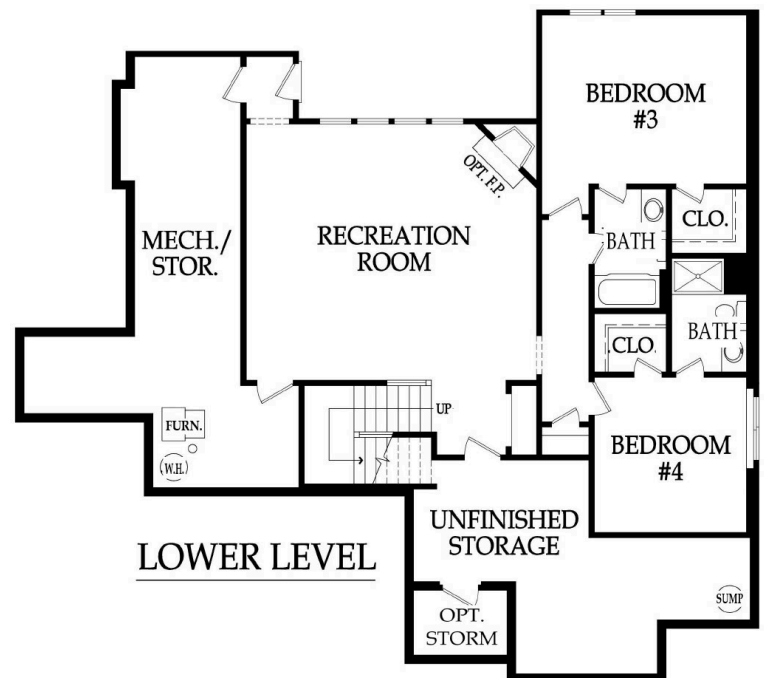 BEDROOM
#3
OPT. F.P.
CLO.
MECH./
STOR.
RECREATION
ROOM
BATH
BATH
.CLO.
UP
FURN.
W.H.
BEDROOM
#4
UNFINISHED
STORAGE
LOWER LEVEL
SUMP
OPT.
STORM